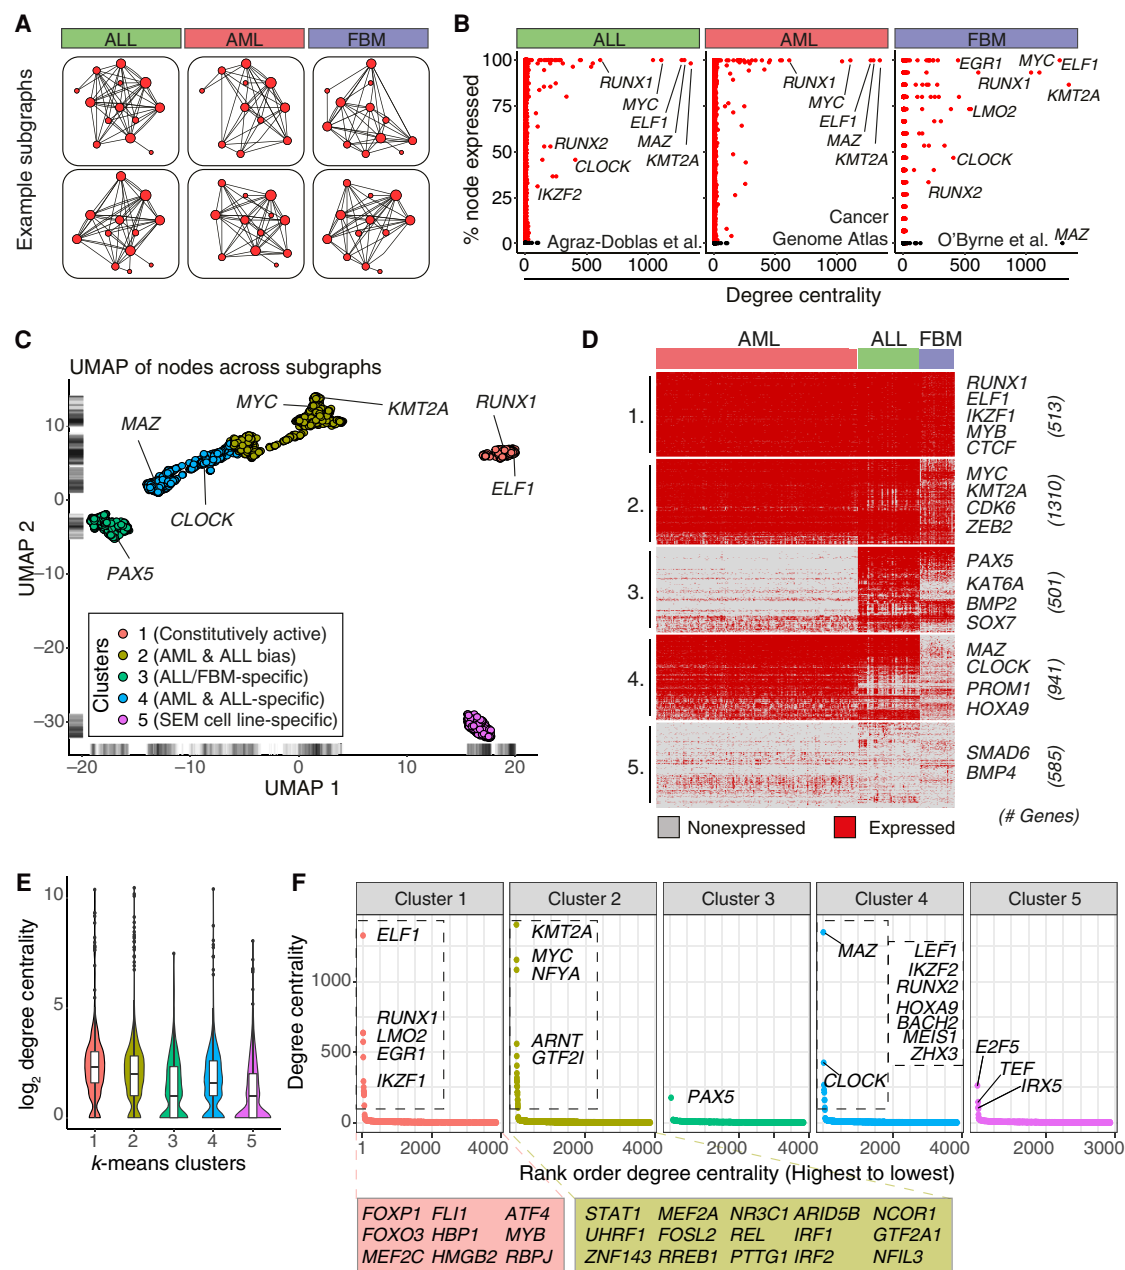 A
ALL AML FBM
Example subgraphs
B
ALL AML FBM
% node expressed
100
75
50
25
0
RUNX1
MYC
ELF1
MAZ
KMT2A
RUNX2
CLOCK
IKZF2
Agraz-Doblas et al.
RUNX1
MYC
ELF1
MAZ
KMT2A
Cancer
Genome Atlas
EGR1
MYC
ELF1
RUNX1
KMT2A
LMO2
CLOCK
RUNX2
O'Byrne et al.
MAZ
0 500 1000 0 500 1000 0 500 1000
Degree centrality
C
UMAP of nodes across subgraphs
UMAP 2
10
0
−10
−20
−30
MYC
KMT2A
RUNX1
MAZ
ELF1
CLOCK
PAX5
Clusters
1 (Constitutively active)
2 (AML & ALL bias)
3 (ALL/FBM-specific)
4 (AML & ALL-specific)
5 (SEM cell line-specific)
−20 −10 0 10 20
UMAP 1
D
AML ALL FBM
1.
RUNX1
ELF1
IKZF1
MYB
CTCF
(513)
2.
MYC
KMT2A
CDK6
ZEB2
(1310)
3.
PAX5
KAT6A
BMP2
SOX7
(501)
4.
MAZ
CLOCK
PROM1
HOXA9
(941)
5.
SMAD6
BMP4
(585)
(# Genes)
Nonexpressed Expressed
E
log2 degree centrality
10
5
0
1 2 3 4 5
k-means clusters
F
Cluster 1 Cluster 2 Cluster 3 Cluster 4 Cluster 5
Degree centrality
1000
500
0
ELF1
RUNX1
LMO2
EGR1
IKZF1
KMT2A
MYC
NFYA
ARNT
GTF2I
PAX5
MAZ
CLOCK
LEF1
IKZF2
RUNX2
HOXA9
BACH2
MEIS1
ZHX3
E2F5
TEF
IRX5
1 2000 4000 2000 4000 2000 4000 2000 4000 1 2000
Rank order degree centrality (Highest to lowest)
FOXP1 FLI1 ATF4
FOXO3 HBP1 MYB
MEF2C HMGB2 RBPJ
STAT1 MEF2A NR3C1 ARID5B NCOR1
UHRF1 FOSL2 REL IRF1 GTF2A1
ZNF143 RREB1 PTTG1 IRF2 NFIL3